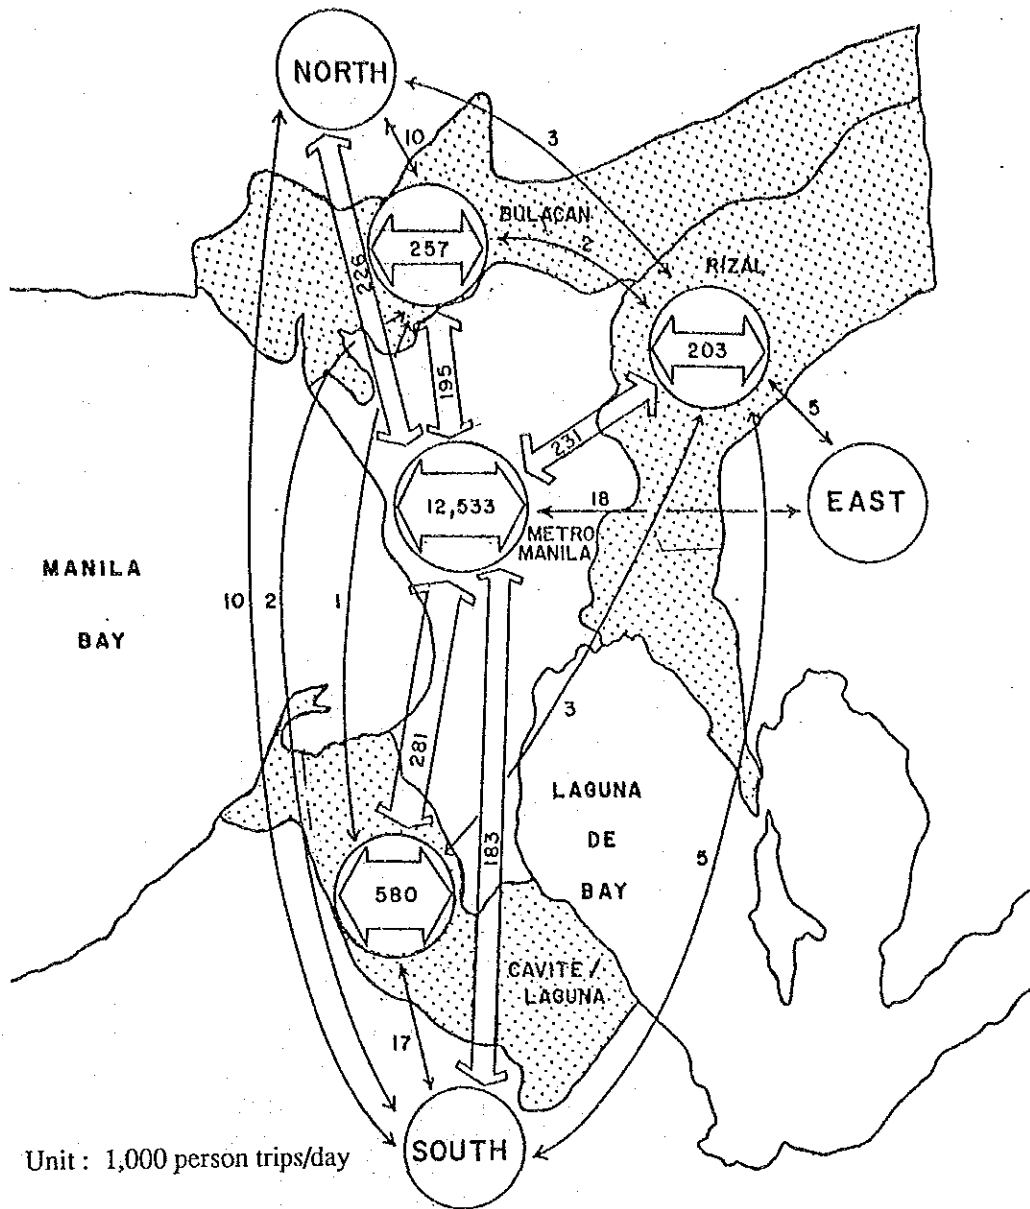 NORTH
10
3
BULACAN
257
2
226
RIZAL
203
195
231
5
12,533
18
EAST
METRO
MANILA
MANILA
BAY
10
2
1
3
281
LAGUNA
DE
BAY
183
5
580
CAVITE/
LAGUNA
17
SOUTH
Unit : 1,000 person trips/day